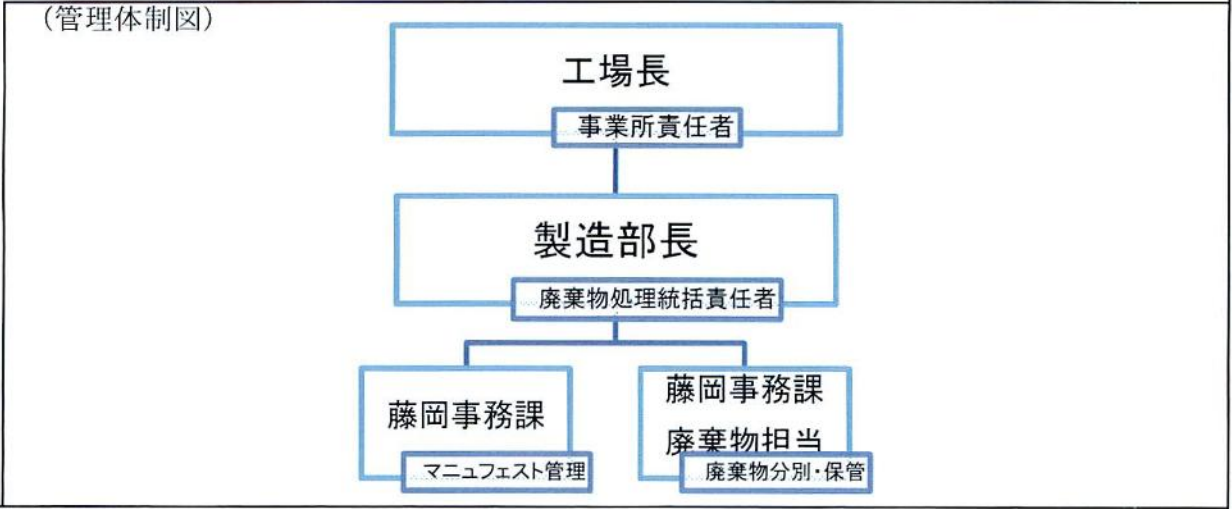 （管理体制図）
工場長
事業所責任者
製造部長
廃棄物処理統括責任者
藤岡事務課
マニュフェスト管理
藤岡事務課
廃棄物担当
廃棄物分別・保管